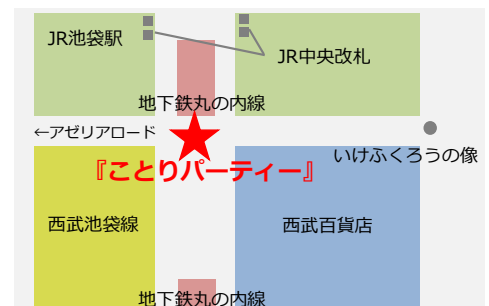 JR池袋駅
JR中央改札
地下鉄丸の内線
←アゼリアロード
いけふくろうの像
『ことりパーティー』
西武池袋線
西武百貨店
地下鉄丸の内線